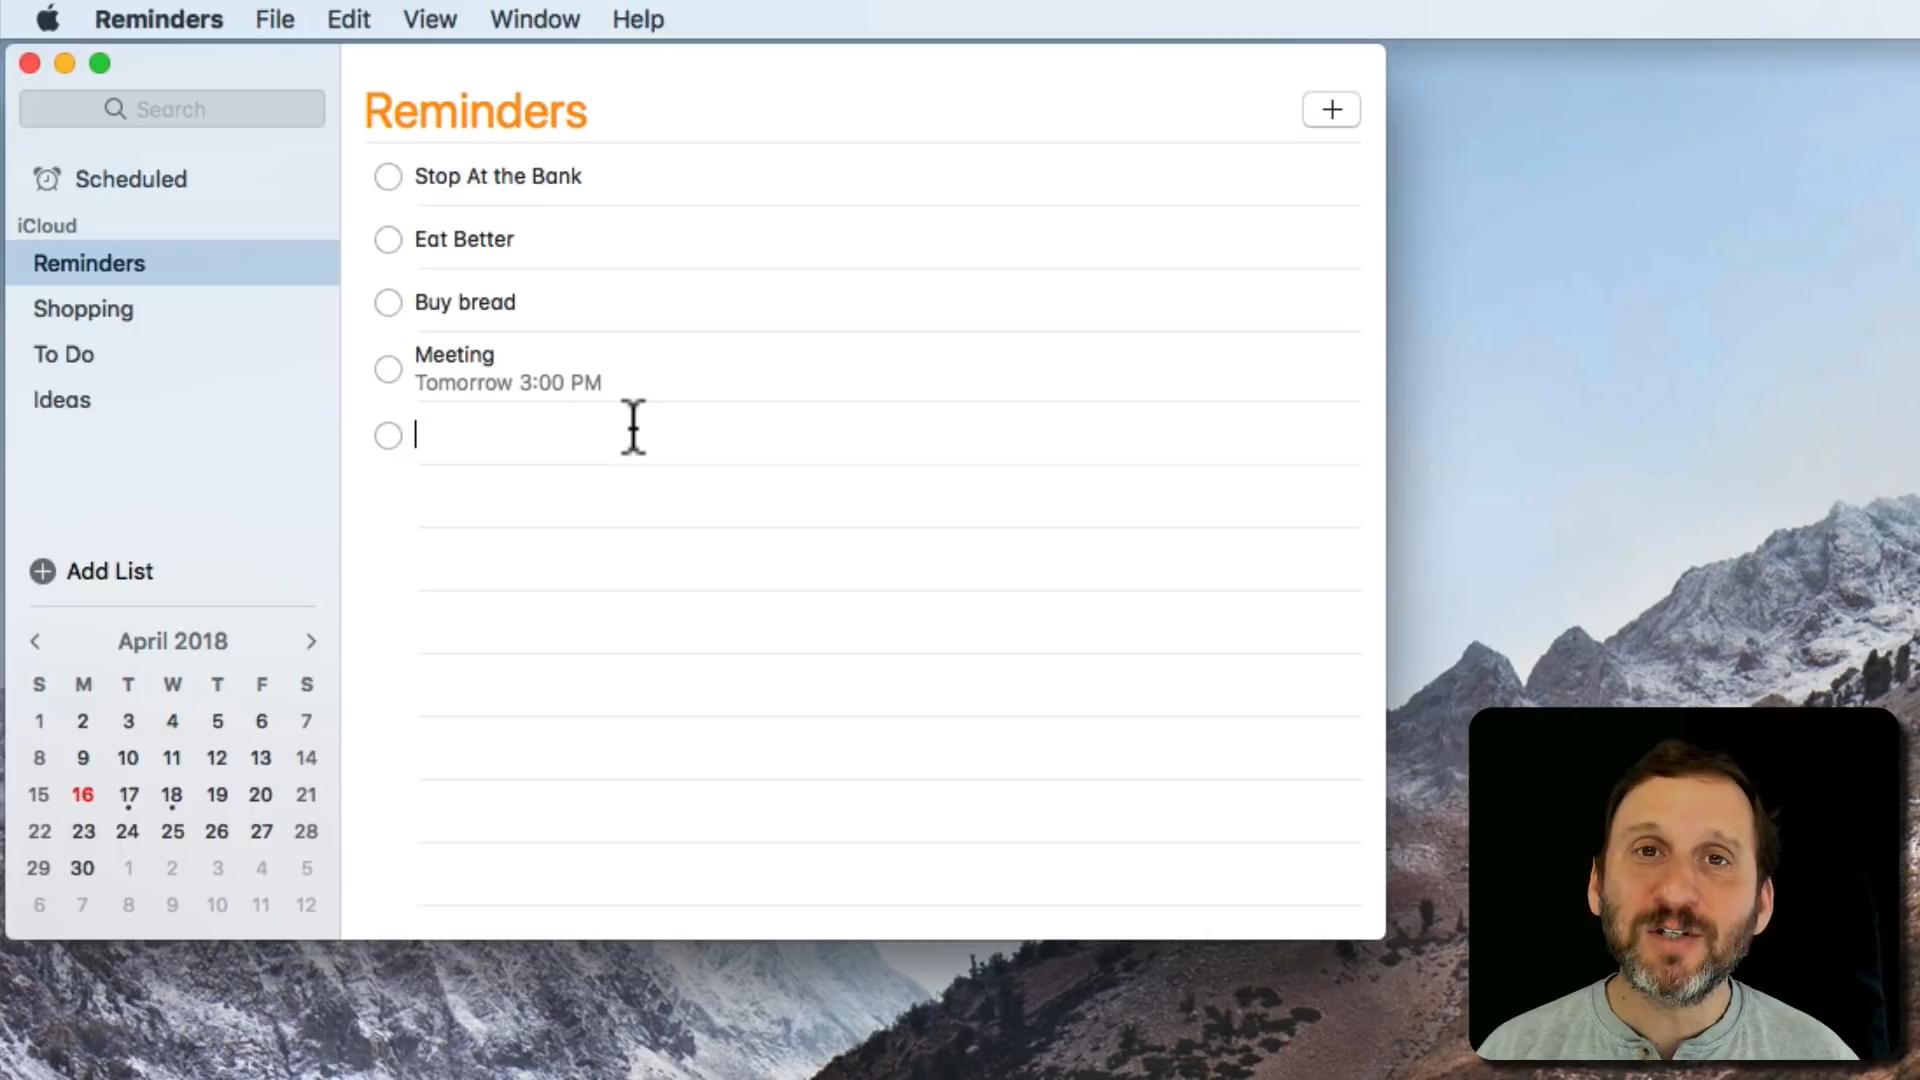 Reminders File Edit View Window Help
Search
Scheduled
iCloud
Reminders
Shopping
To Do
Ideas
Add List
April 2018
S M T W T F S
1 2 3 4 5 6 7
8 9 10 11 12 13 14
15 16 17 18 19 20 21
22 23 24 25 26 27 28
29 30 1 2 3 4 5
6 7 8 9 10 11 12
Reminders
Stop At the Bank
Eat Better
Buy bread
Meeting
Tomorrow 3:00 PM